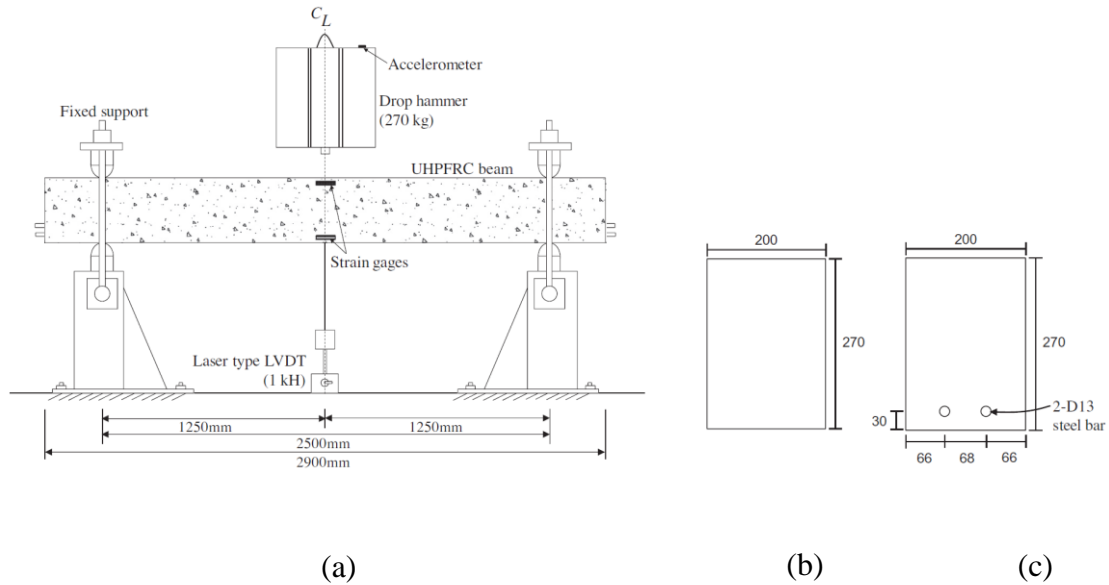 C_L
Accelerometer
Drop hammer
(270 kg)
Fixed support
UHPFRC beam
Strain gages
Laser type LVDT
(1 kH)
1250mm
1250mm
2500mm
2900mm
200
270
200
270
30
2-D13
steel bar
66
68
66
(a)
(b)
(c)